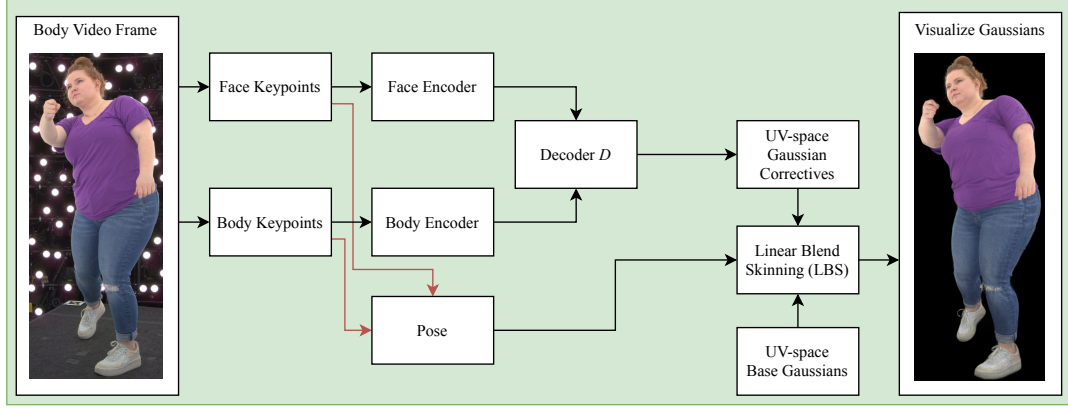 Body Video Frame
Face Keypoints
Face Encoder
Decoder D
UV-space
Gaussian
Correctives
Visualize Gaussians
Body Keypoints
Body Encoder
Linear Blend
Skinning (LBS)
Pose
UV-space
Base Gaussians